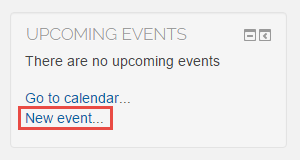 UPCOMING EVENTS
There are no upcoming events
Go to calendar...
New event...